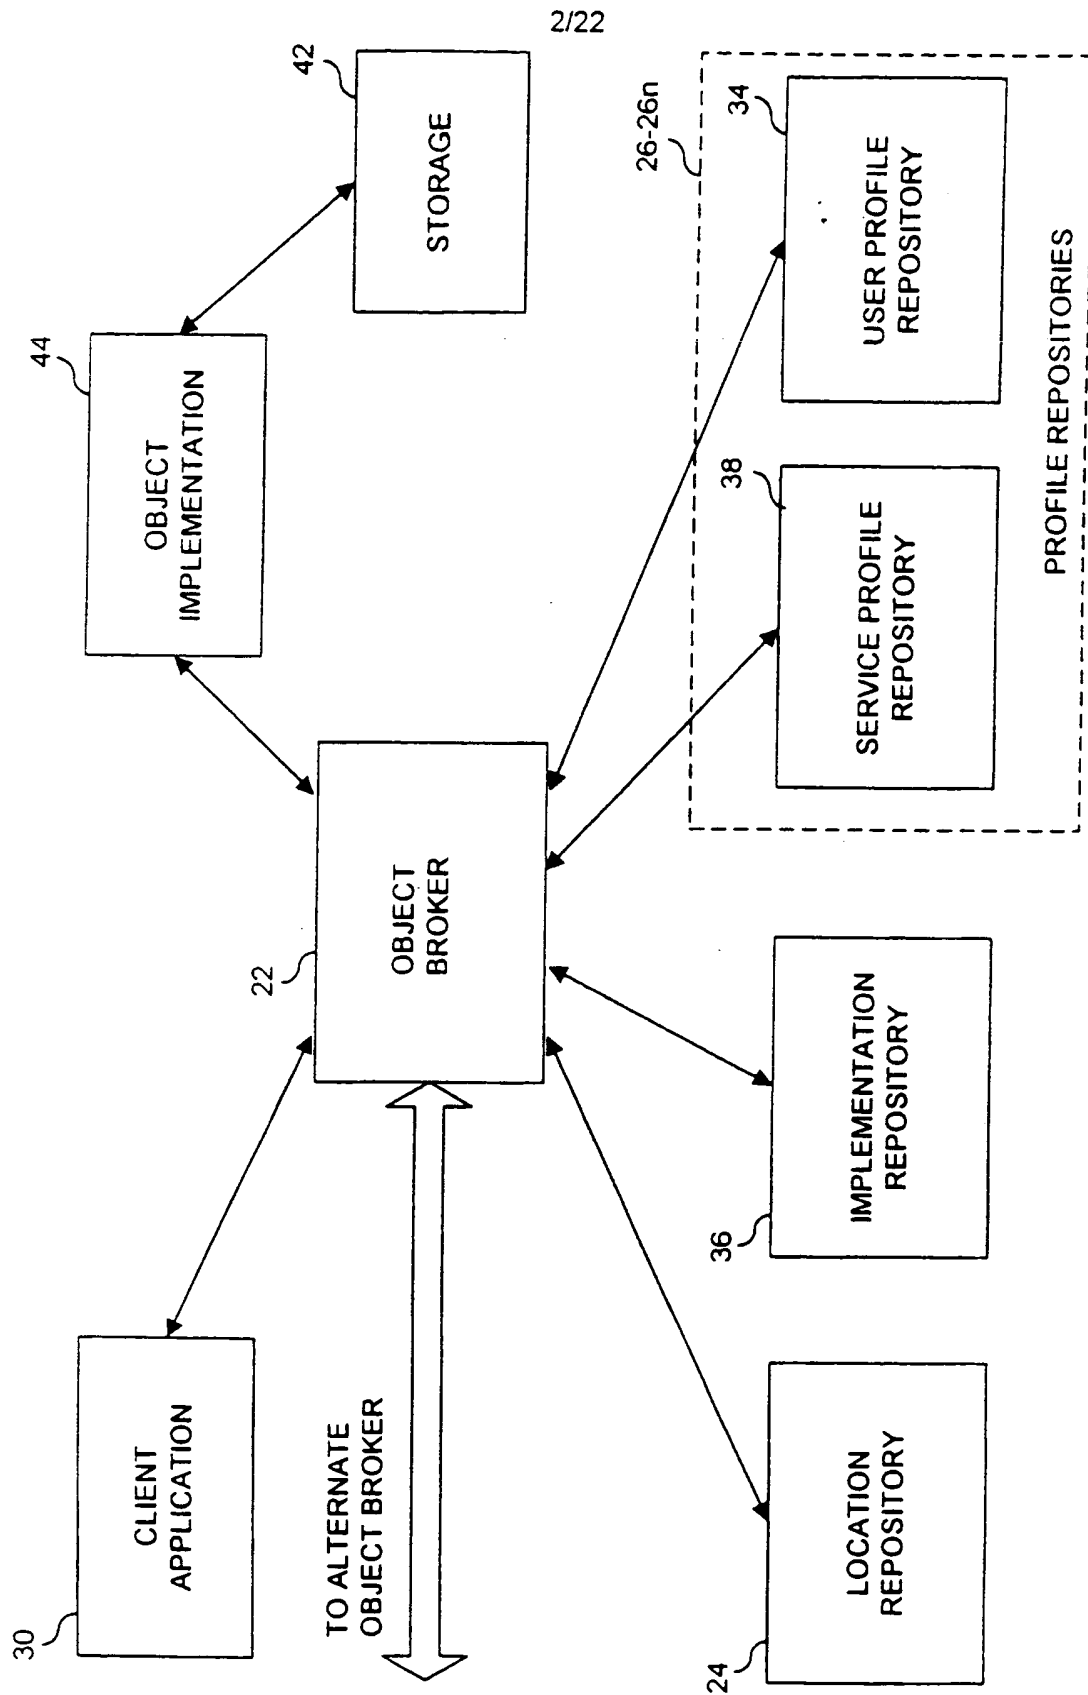 2/22
30
CLIENT
APPLICATION
44
OBJECT
IMPLEMENTATION
42
STORAGE
TO ALTERNATE
OBJECT BROKER
22
OBJECT
BROKER
24
LOCATION
REPOSITORY
36
IMPLEMENTATION
REPOSITORY
26-26n
38
SERVICE PROFILE
REPOSITORY
34
USER PROFILE
REPOSITORY
PROFILE REPOSITORIES